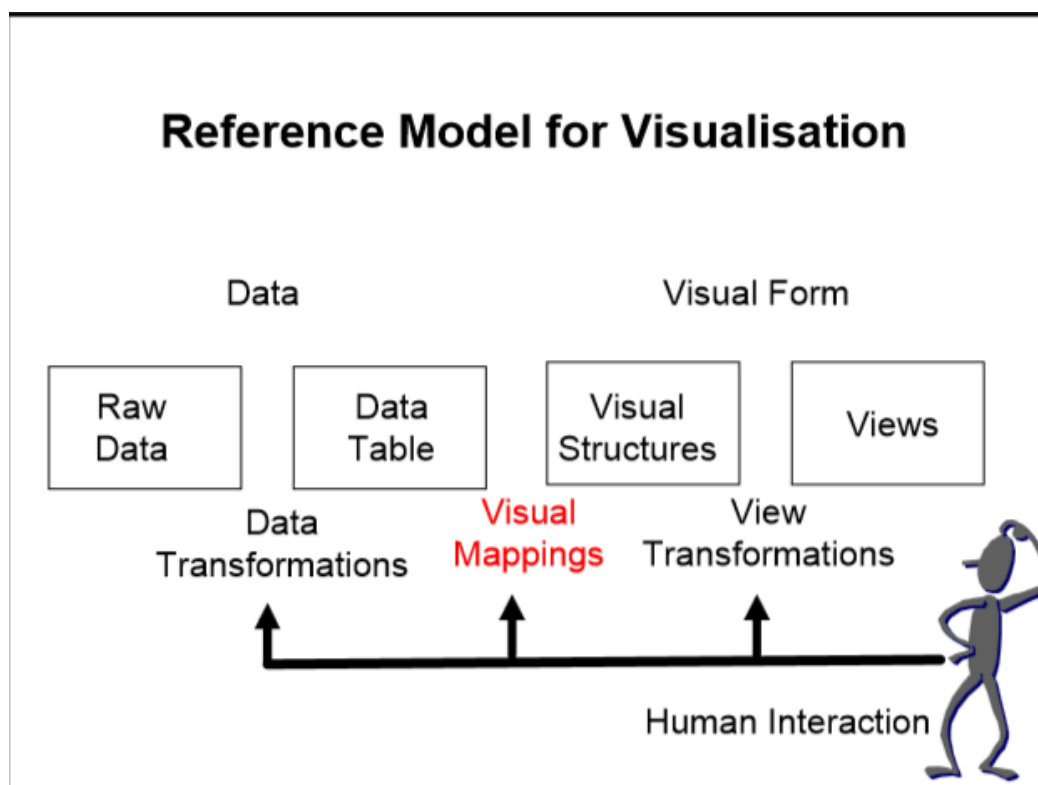 Reference Model for Visualisation
Data
Visual Form
Raw
Data
Data
Table
Visual
Structures
Views
Data
Transformations
Visual
Mappings
View
Transformations
Human Interaction